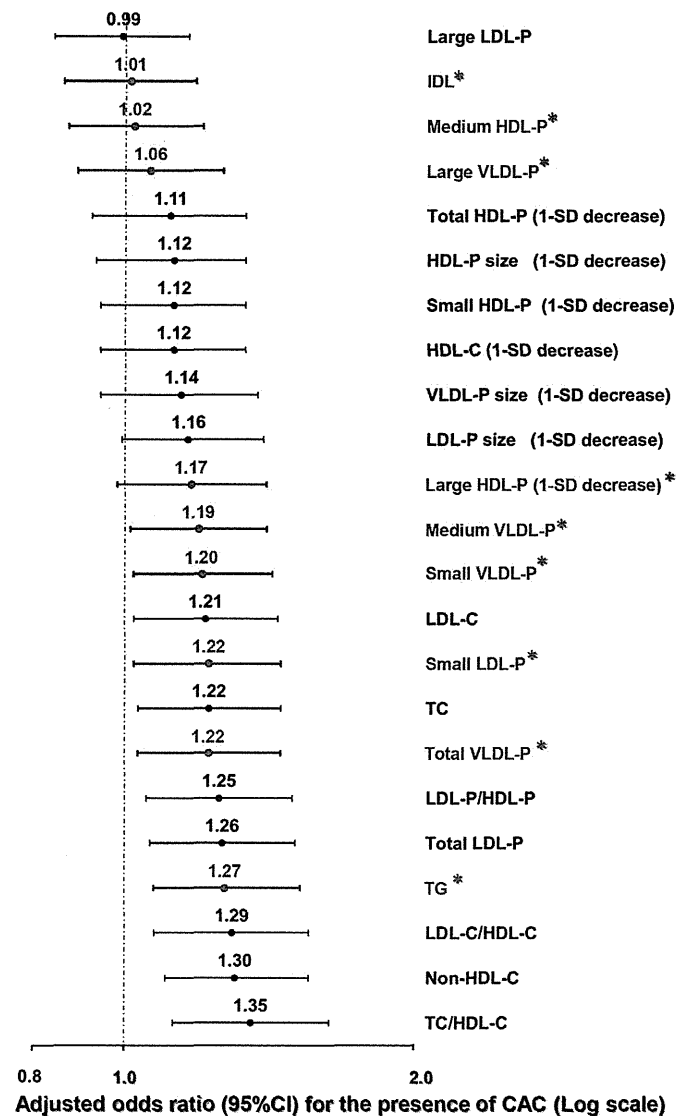 0.99 Large LDL-P
1.01 IDL*
1.02 Medium HDL-P*
1.06 Large VLDL-P*
1.11 Total HDL-P (1-SD decrease)
1.12 HDL-P size (1-SD decrease)
1.12 Small HDL-P (1-SD decrease)
1.12 HDL-C (1-SD decrease)
1.14 VLDL-P size (1-SD decrease)
1.16 LDL-P size (1-SD decrease)
1.17 Large HDL-P (1-SD decrease)*
1.19 Medium VLDL-P*
1.20 Small VLDL-P*
1.21 LDL-C
1.22 Small LDL-P*
1.22 TC
1.22 Total VLDL-P *
1.25 LDL-P/HDL-P
1.26 Total LDL-P
1.27 TG *
1.29 LDL-C/HDL-C
1.30 Non-HDL-C
1.35 TC/HDL-C
0.8 1.0 2.0
Adjusted odds ratio (95%CI) for the presence of CAC (Log scale)